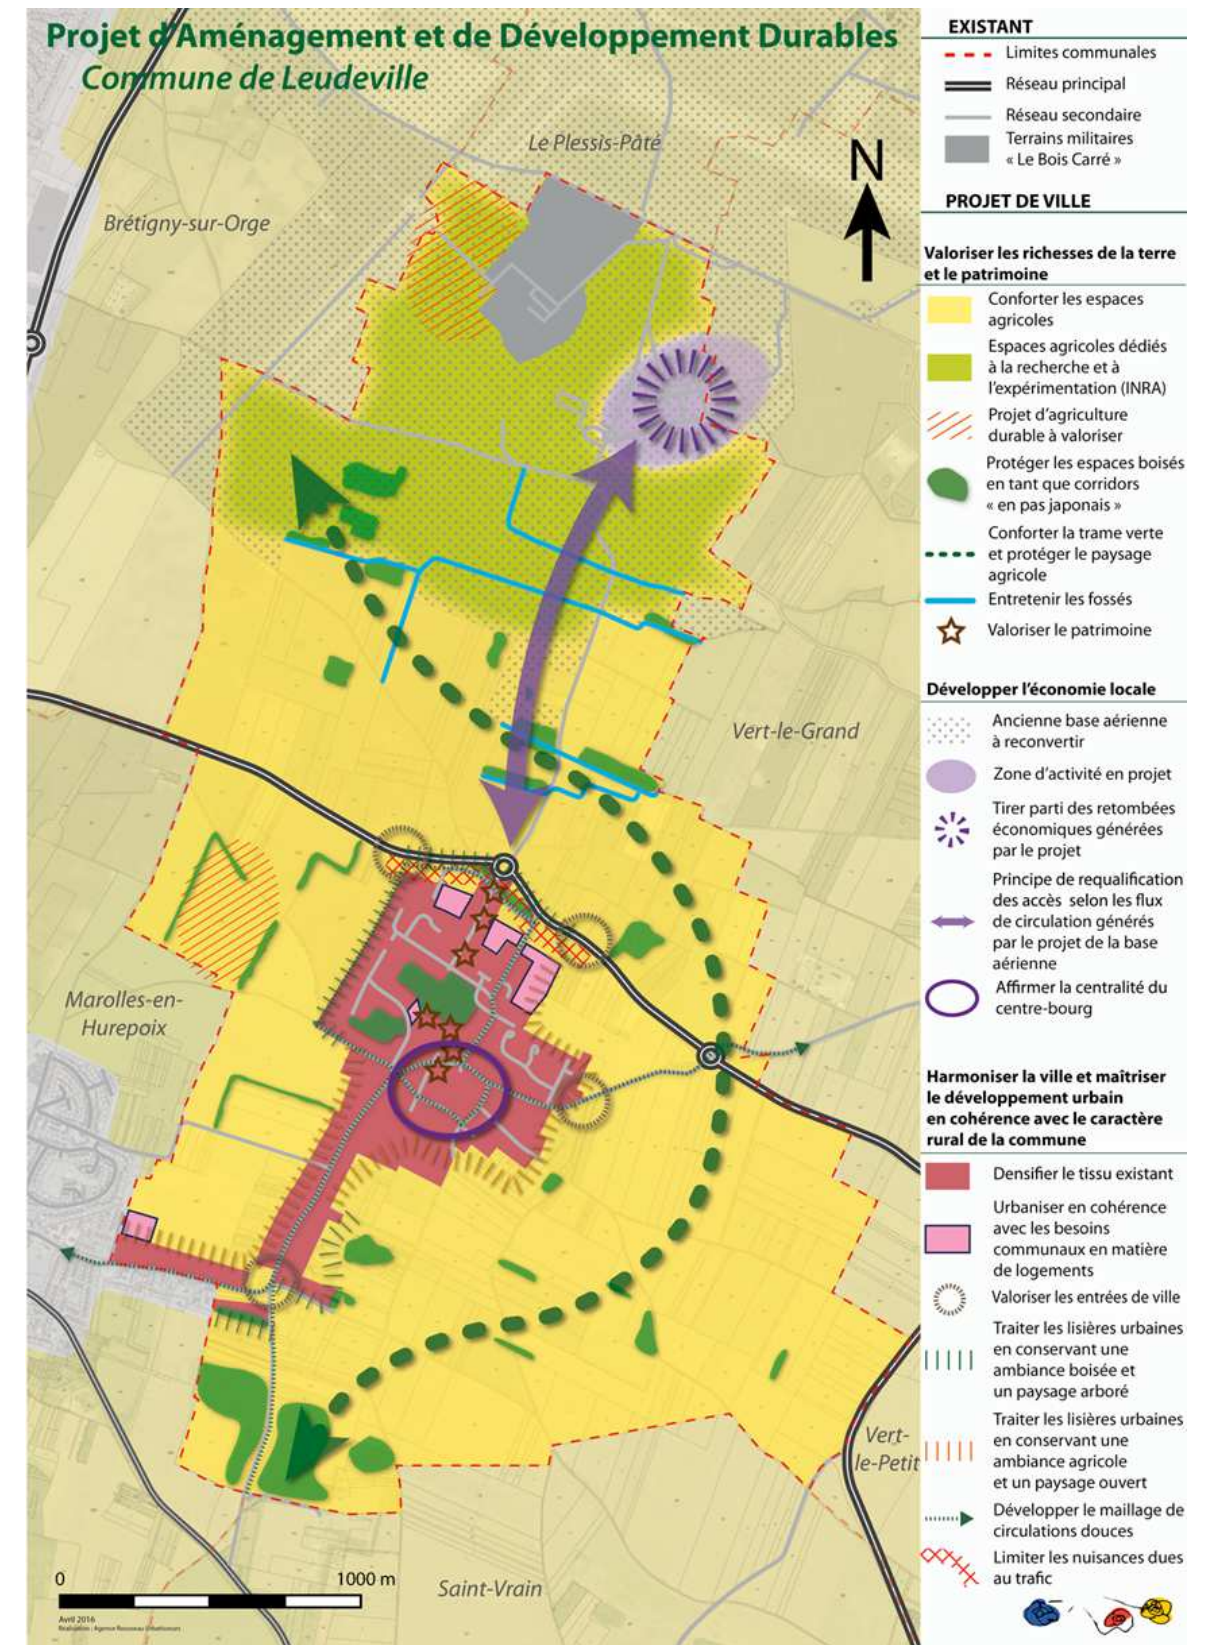 Projet d'Aménagement et de Développement Durables
Commune de Leudeville
Le Plessis-Pâté
N
Brétigny-sur-Orge
Vert-le-Grand
Marolles-en-
Hurepoix
Vert-
le-Petit
Saint-Vrain
0
1000 m
Avril 2016
Réalisation : Agence Rousseau Urbatisseurs
EXISTANT
Limites communales
Réseau principal
Réseau secondaire
Terrains militaires
« Le Bois Carré »
PROJET DE VILLE
Valoriser les richesses de la terre
et le patrimoine
Conforter les espaces
agricoles
Espaces agricoles dédiés
à la recherche et à
l'expérimentation (INRA)
Projet d'agriculture
durable à valoriser
Protéger les espaces boisés
en tant que corridors
« en pas japonais »
Conforter la trame verte
et protéger le paysage
agricole
Entretenir les fossés
Valoriser le patrimoine
Développer l'économie locale
Ancienne base aérienne
à reconvertir
Zone d'activité en projet
Tirer parti des retombées
économiques générées
par le projet
Principe de requalification
des accès selon les flux
de circulation générés
par le projet de la base
aérienne
Affirmer la centralité du
centre-bourg
Harmoniser la ville et maîtriser
le développement urbain
en cohérence avec le caractère
rural de la commune
Densifier le tissu existant
Urbaniser en cohérence
avec les besoins
communaux en matière
de logements
Valoriser les entrées de ville
Traiter les lisières urbaines
en conservant une
ambiance boisée et
un paysage arboré
Traiter les lisières urbaines
en conservant une
ambiance agricole
et un paysage ouvert
Développer le maillage de
circulations douces
Limiter les nuisances dues
au trafic